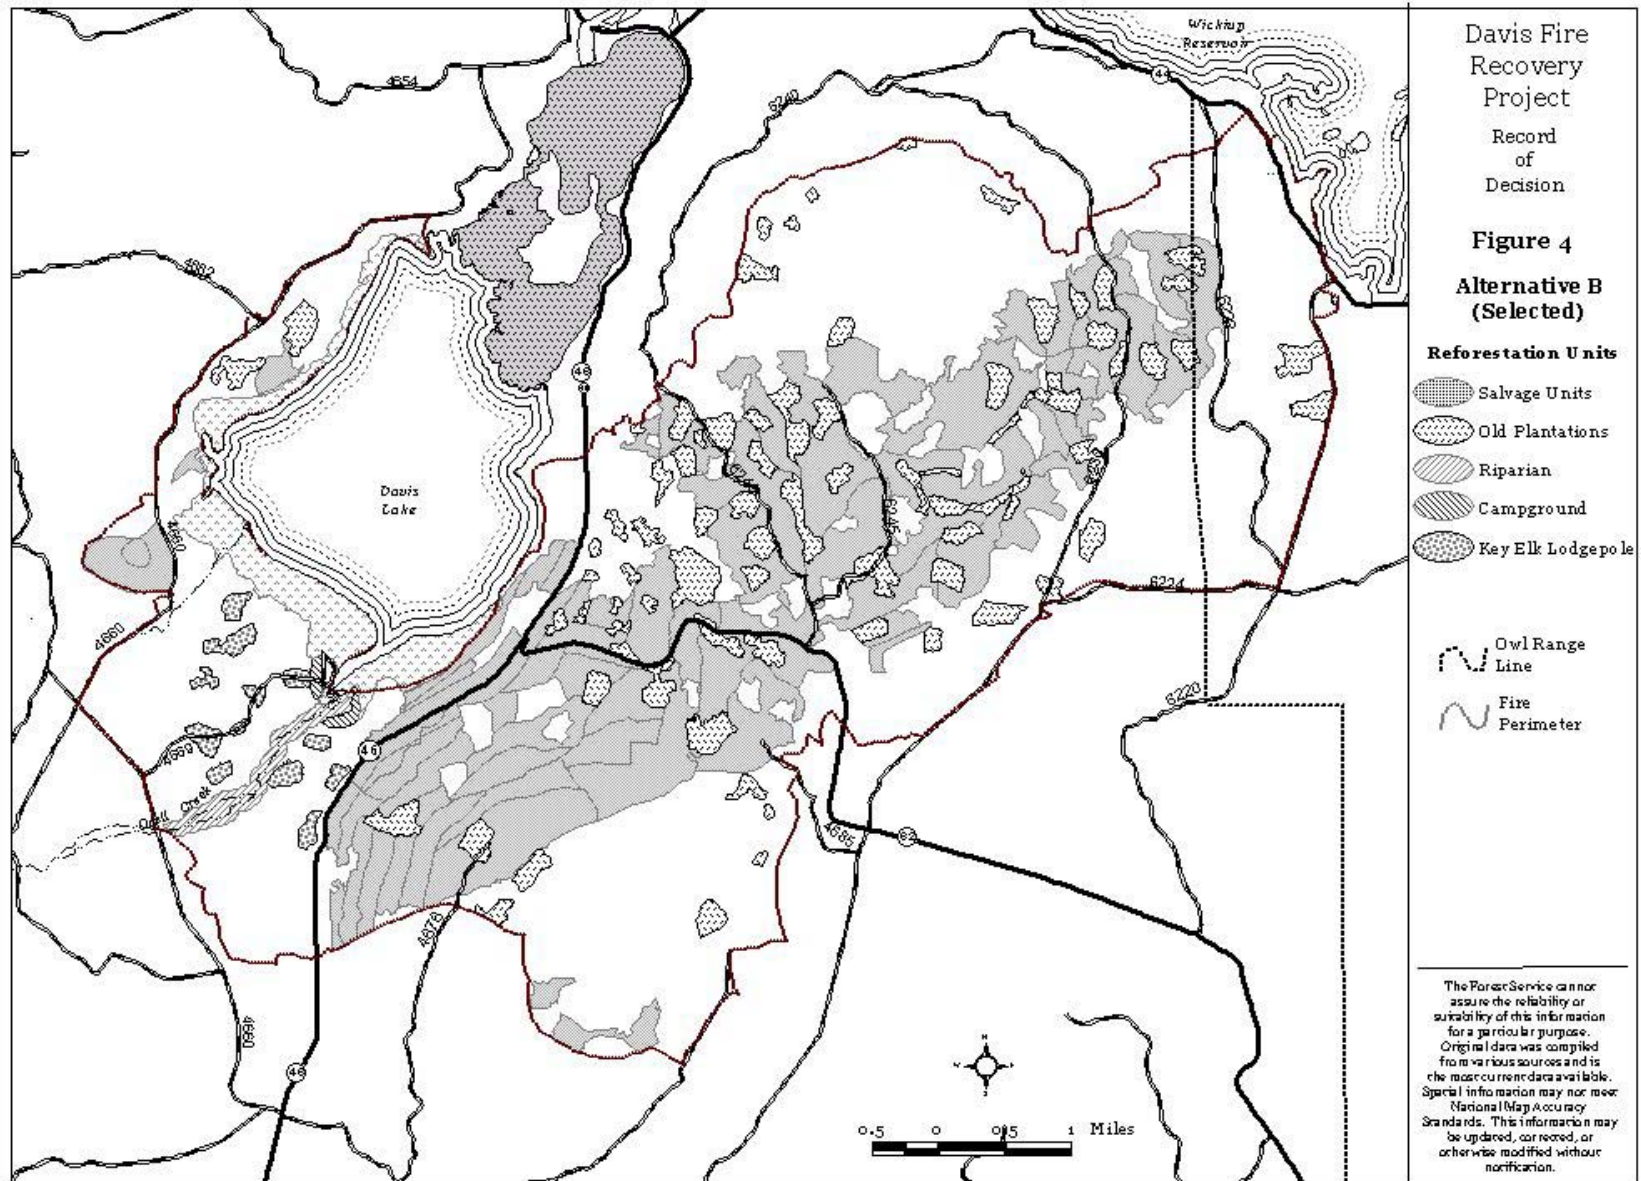 Davis Fire
Recovery
Project
Record
of
Decision
Figure 4
Alternative B
(Selected)
Reforestation Units
Salvage Units
Old Plantations
Riparian
Campground
Key Elk Lodgepole
Owl Range
Line
Fire
Perimeter
The Forest Service cannot
assure the reliability or
suitability of this information
for a particular purpose.
Original data was compiled
from various sources and is
the most current data available.
Spatial information may not meet
National Map Accuracy
Standards. This information may
be updated, corrected, or
otherwise modified without
notification.
Wickiup
Reservoir
44
4654
6240
4662
46
Davis
Lake
4660
4660
6245
6224
6220
4669
46
Odell Creek
62
4685
4678
4660
46
N
0.5 0 0.5 1 Miles